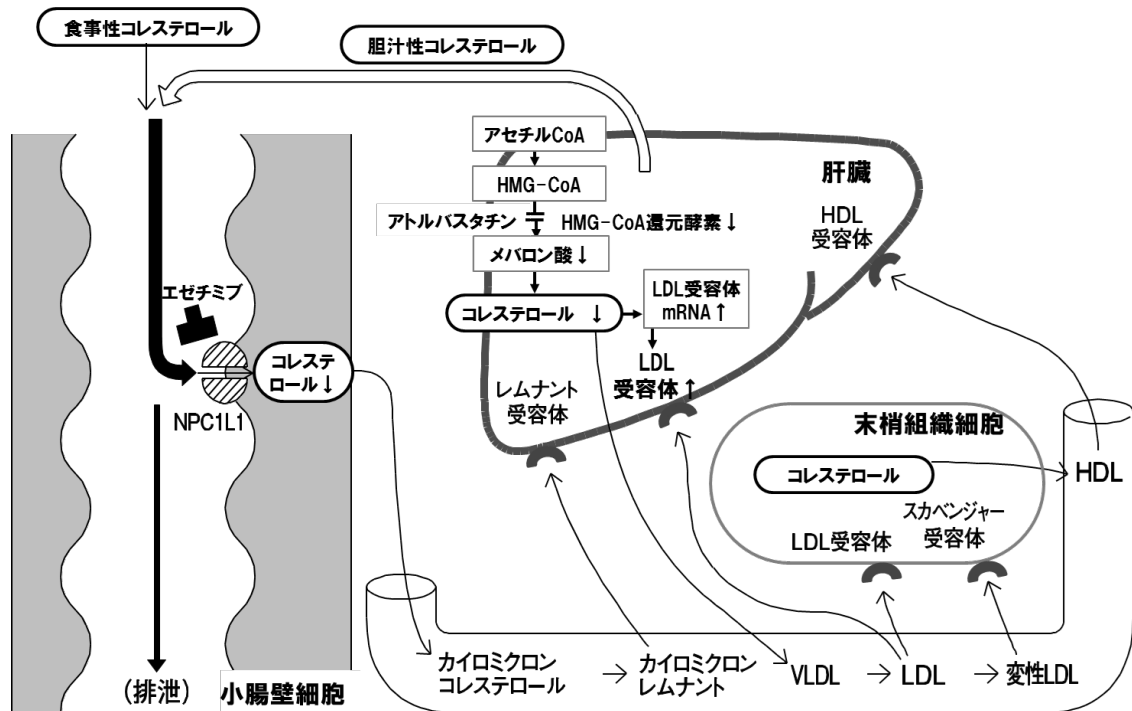 食事性コレステロール
胆汁性コレステロール
アセチルCoA
HMG-CoA
アトルバスタチン
HMG-CoA還元酵素↓
メバロン酸↓
コレステロール ↓
LDL受容体
mRNA↑
LDL
受容体↑
肝臓
HDL
受容体
レムナント
受容体
エゼチミブ
コレステ
ロール↓
NPC1L1
末梢組織細胞
コレステロール
スカベンジャー
受容体
LDL受容体
HDL
カイロミクロン
コレステロール
カイロミクロン
レムナント
VLDL
LDL
変性LDL
(排泄)
小腸壁細胞